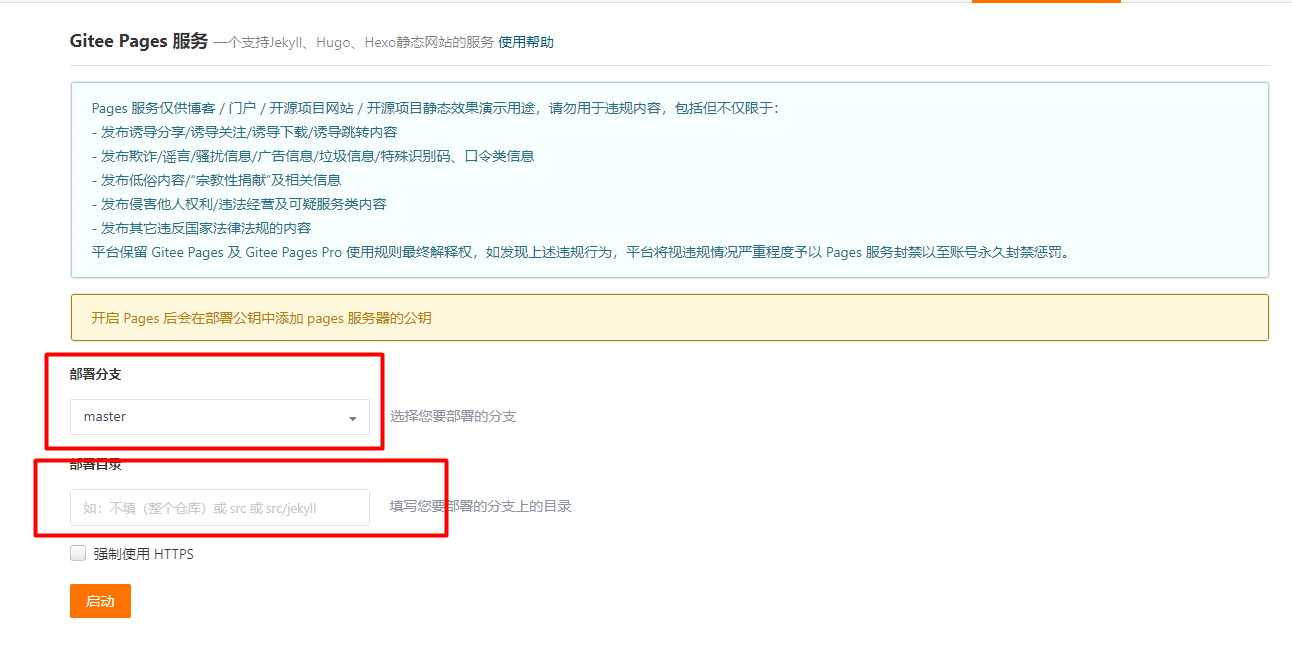 Gitee Pages 服务 一个支持Jekyll、Hugo、Hexo静态网站的服务 使用帮助
Pages 服务仅供博客 / 门户 / 开源项目网站 / 开源项目静态效果演示用途，请勿用于违规内容，包括但不仅限于：
- 发布诱导分享/诱导关注/诱导下载/诱导跳转内容
- 发布欺诈/谣言/骚扰信息/广告信息/垃圾信息/特殊识别码、口令类信息
- 发布低俗内容/“宗教性捐献”及相关信息
- 发布侵害他人权利/违法经营及可疑服务类内容
- 发布其它违反国家法律法规的内容
平台保留 Gitee Pages 及 Gitee Pages Pro 使用规则最终解释权，如发现上述违规行为，平台将视违规情况严重程度予以 Pages 服务封禁以至账号永久封禁惩罚。
开启 Pages 后会在部署公钥中添加 pages 服务器的公钥
部署分支
master 选择您要部署的分支
部署目录
如：不填（整个仓库）或 src 或 src/jekyll 填写您要部署的分支上的目录
强制使用 HTTPS
启动